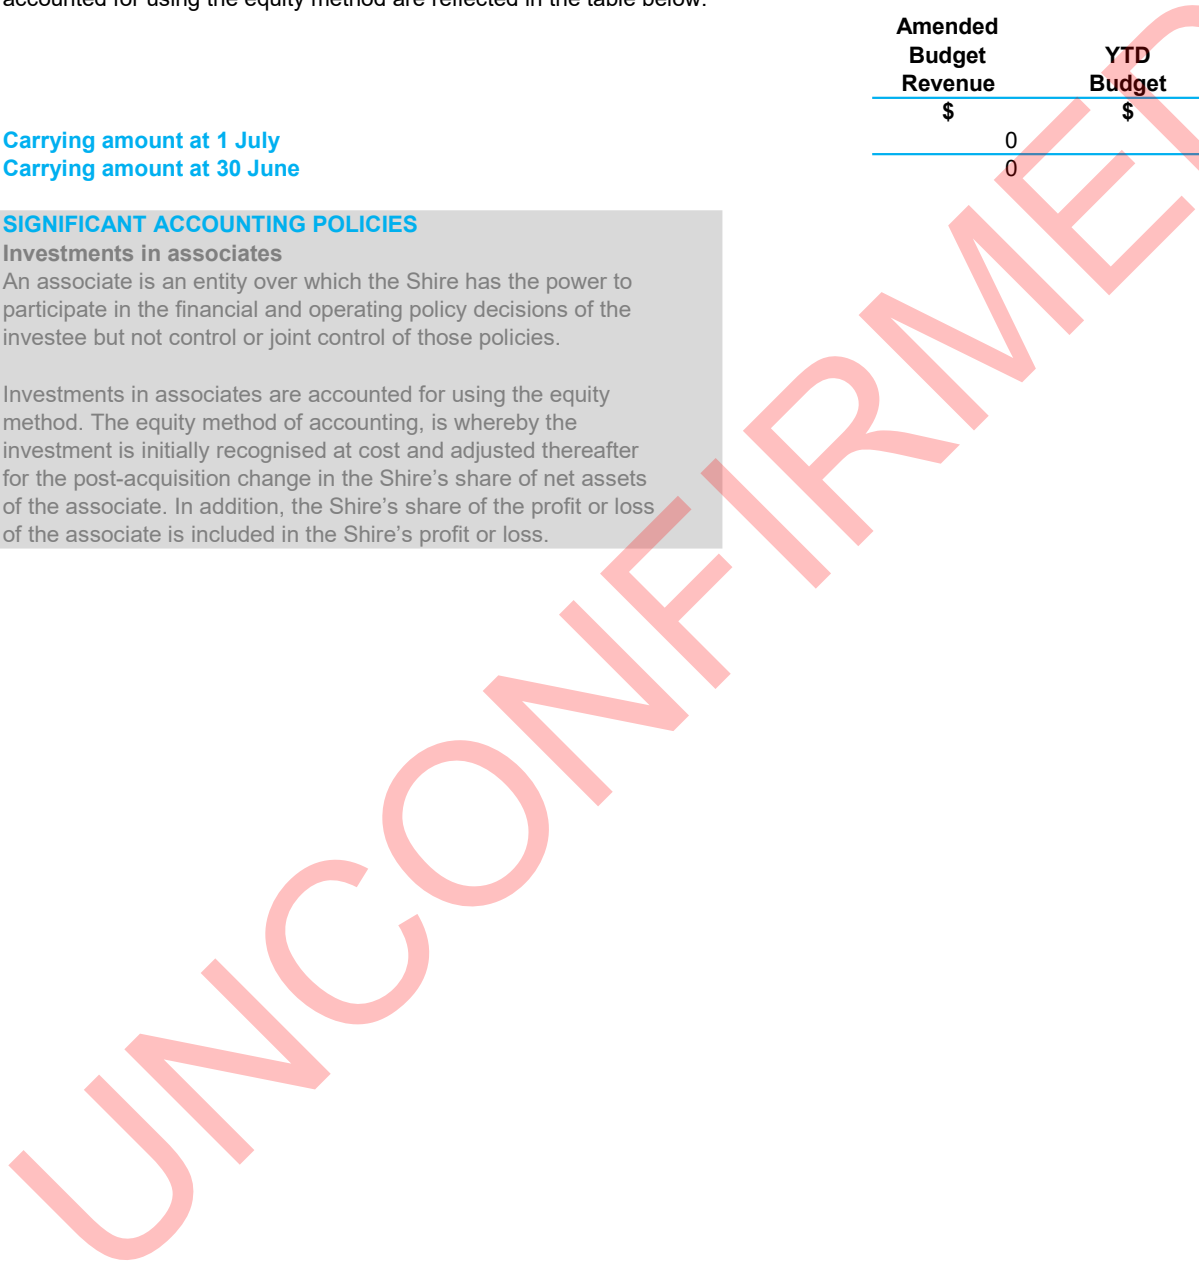 accounted for using the equity method are reflected in the table below.
Amended
Budget YTD
Revenue Budget
$ $
Carrying amount at 1 July 0
Carrying amount at 30 June 0
SIGNIFICANT ACCOUNTING POLICIES
Investments in associates
An associate is an entity over which the Shire has the power to
participate in the financial and operating policy decisions of the
investee but not control or joint control of those policies.
Investments in associates are accounted for using the equity
method. The equity method of accounting, is whereby the
investment is initially recognised at cost and adjusted thereafter
for the post-acquisition change in the Shire’s share of net assets
of the associate. In addition, the Shire’s share of the profit or loss
of the associate is included in the Shire’s profit or loss.
UNCONFIRMED